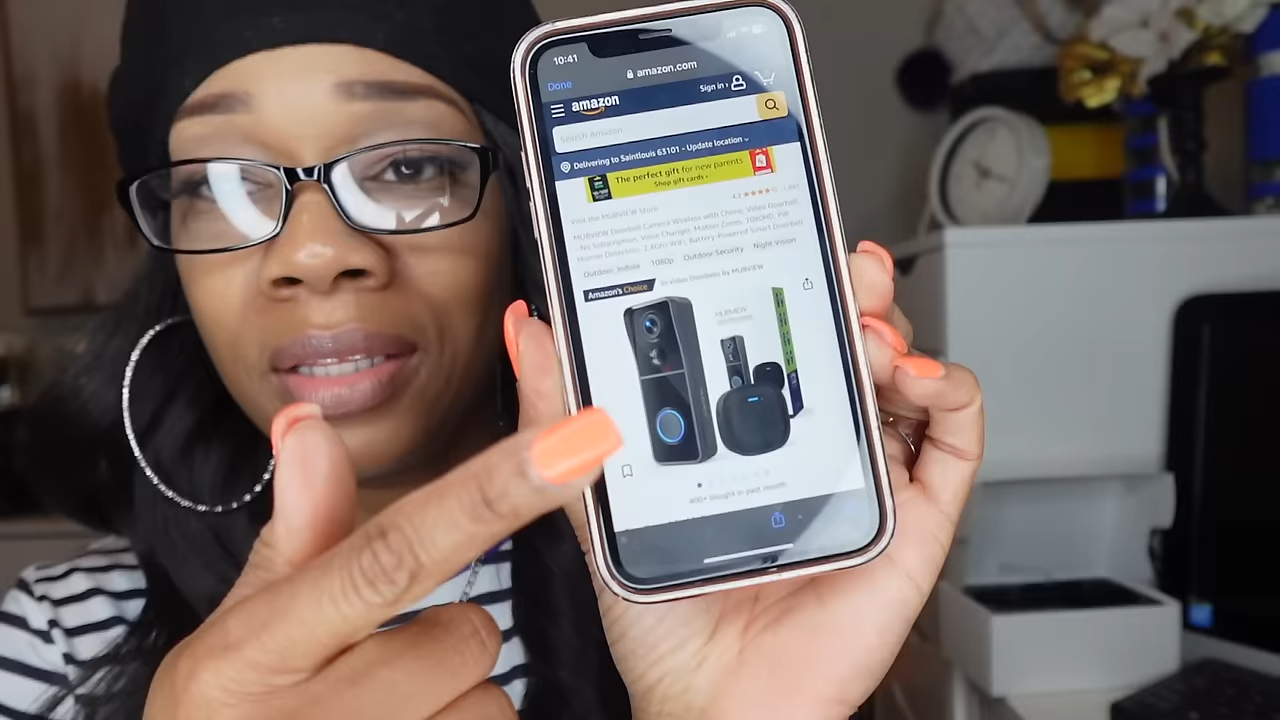 10:41
Done
amazon.com
amazon
Sign in ›
Search Amazon
Delivering to Saintlouis 63101 - Update location
The perfect gift for new parents
Shop gift cards ›
Visit the MUBVIEW Store
4.2
MUBVIEW Doorbell Camera Wireless with Chime, Video Doorbell
- No Subscription, Voice Changer, Motion Zones, 1080HD, PIR
Human Detection, 2.4Ghz WiFi, Battery-Powered Smart Doorbell
Outdoor, Indoor 1080p Outdoor Security Night Vision
Amazon's Choice in Video Doorbells by MUBVIEW
MUBVIEW
400+ bought in past month